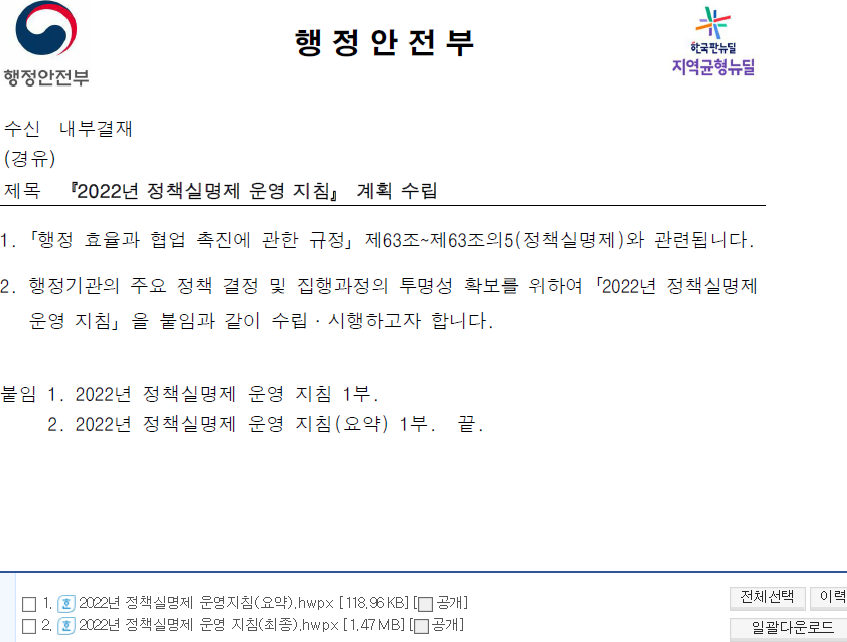 행정안전부
한국판뉴딜
지역균형뉴딜
행정안전부
수신 내부결재
(경유)
제목 『2022년 정책실명제 운영 지침』 계획 수립
1. 「행정 효율과 협업 촉진에 관한 규정」 제63조~제63조의5(정책실명제)와 관련됩니다.
2. 행정기관의 주요 정책 결정 및 집행과정의 투명성 확보를 위하여 「2022년 정책실명제
운영 지침」을 붙임과 같이 수립·시행하고자 합니다.
붙임 1. 2022년 정책실명제 운영 지침 1부.
2. 2022년 정책실명제 운영 지침(요약) 1부. 끝.
1. 2022년 정책실명제 운영지침(요약).hwpx [118.96 KB] [공개]
전체선택 이력
2. 2022년 정책실명제 운영 지침(최종).hwpx [1.47 MB] [공개]
일괄다운로드